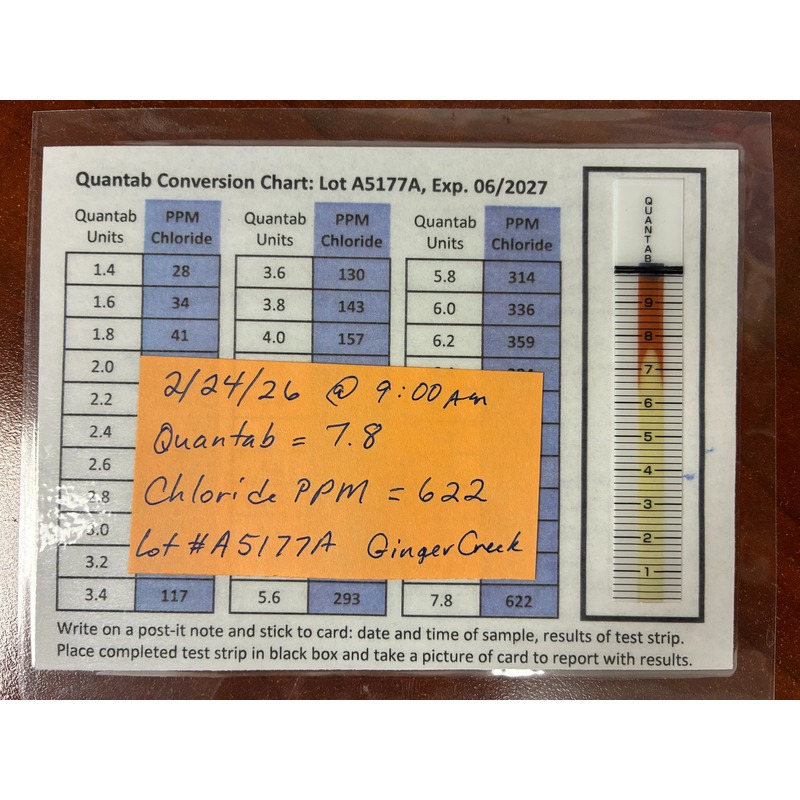 Quantab Conversion Chart: Lot A5177A, Exp. 06/2027
Quantab Units PPM Chloride Quantab Units PPM Chloride Quantab Units PPM Chloride
1.4 28 3.6 130 5.8 314
1.6 34 3.8 143 6.0 336
1.8 41 4.0 157 6.2 359
2.0
2.2
2.4
2.6
2.8
3.0
3.2
3.4 117 5.6 293 7.8 622
2/24/26 @ 9:00 Am
Quantab = 7.8
Chloride PPM = 622
Lot # A5177A Ginger Creek
Write on a post-it note and stick to card: date and time of sample, results of test strip.
Place completed test strip in black box and take a picture of card to report with results.
QUANTAB
9
8
7
6
5
4
3
2
1